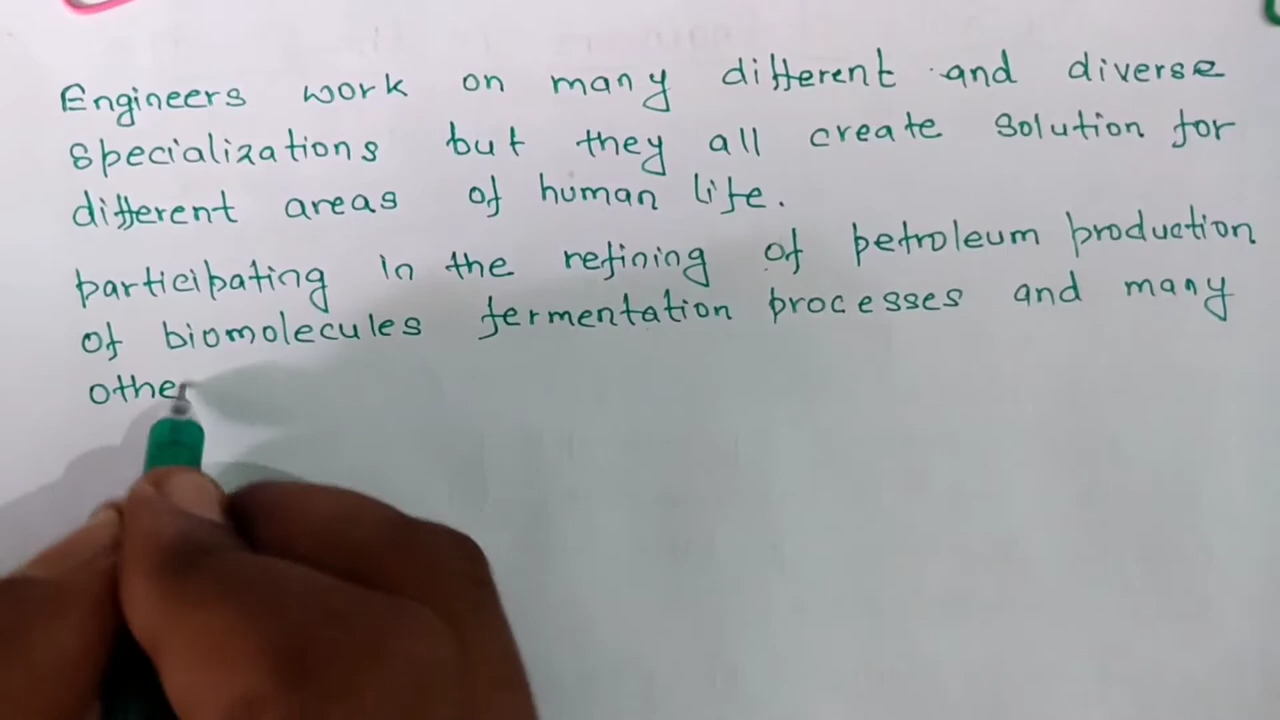 Engineers work on many different and diverse
specializations but they all create solution for
different areas of human life.
participating in the refining of petroleum production
of biomolecules fermentation processes and many
othe